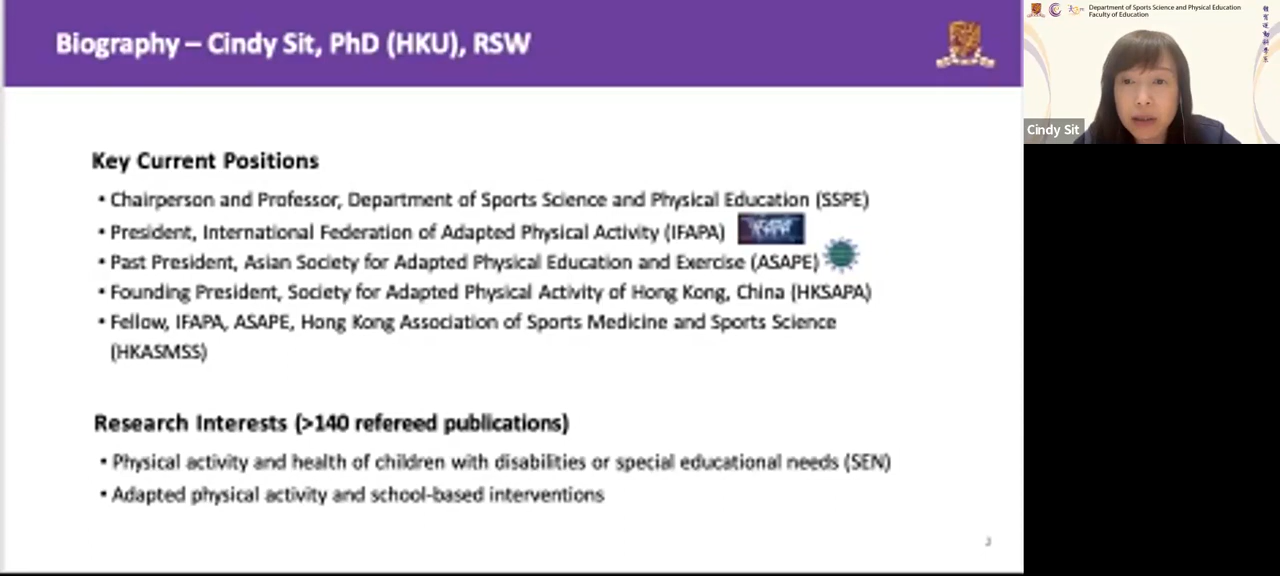 Biography – Cindy Sit, PhD (HKU), RSW
Key Current Positions
• Chairperson and Professor, Department of Sports Science and Physical Education (SSPE)
• President, International Federation of Adapted Physical Activity (IFAPA)
• Past President, Asian Society for Adapted Physical Education and Exercise (ASAPE)
• Founding President, Society for Adapted Physical Activity of Hong Kong, China (HKSAPA)
• Fellow, IFAPA, ASAPE, Hong Kong Association of Sports Medicine and Sports Science
(HKASMSS)
Research Interests (>140 refereed publications)
• Physical activity and health of children with disabilities or special educational needs (SEN)
• Adapted physical activity and school-based interventions
Department of Sports Science and Physical Education
Faculty of Education
Cindy Sit